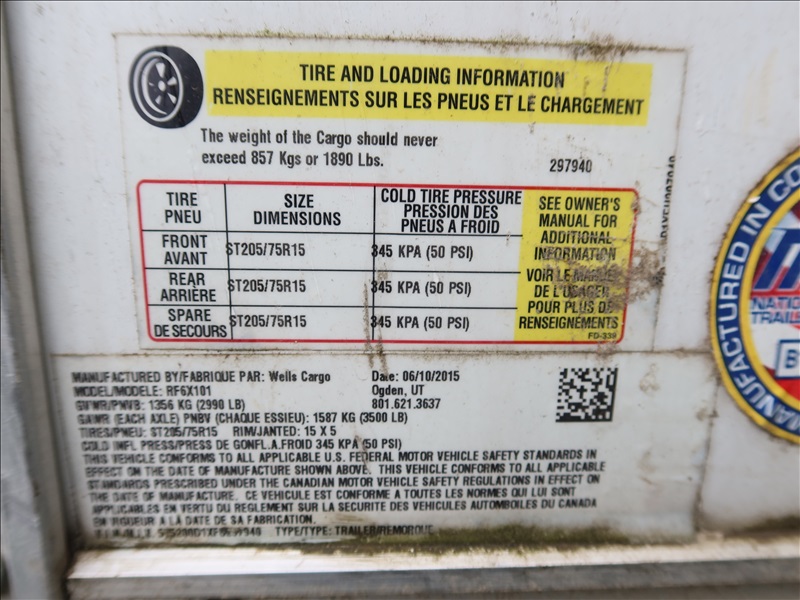 TIRE AND LOADING INFORMATION
RENSEIGNEMENTS SUR LES PNEUS ET LE CHARGEMENT
The weight of the Cargo should never
exceed 857 Kgs or 1890 Lbs.
297940
TIRE
PNEU
SIZE
DIMENSIONS
COLD TIRE PRESSURE
PRESSION DES
PNEUS A FROID
FRONT
AVANT
ST205/75R15
345 KPA (50 PSI)
REAR
ARRIÈRE
ST205/75R15
345 KPA (50 PSI)
SPARE
DE SECOURS
ST205/75R15
345 KPA (50 PSI)
SEE OWNER'S
MANUAL FOR
ADDITIONAL
INFORMATION
VOIR LE MANUEL
DE L'USAGER
POUR PLUS DE
RENSEIGNEMENTS
FD-339
MANUFACTURED BY/FABRIQUE PAR: Wells Cargo
Date: 06/10/2015
MODEL/MODELE: RF6X101
Ogden, UT
GVWR/PNVB: 1356 KG (2990 LB)
801.621.3637
GAWR (EACH AXLE) PNBV (CHAQUE ESSIEU): 1587 KG (3500 LB)
TIRES/PNEU: ST205/75R15 RIM/JANTED: 15 X 5
COLD INFL PRESS/PRESS DE GONFL.A.FROID 345 KPA (50 PSI)
THIS VEHICLE CONFORMS TO ALL APPLICABLE U.S. FEDERAL MOTOR VEHICLE SAFETY STANDARDS IN
EFFECT ON THE DATE OF MANUFACTURE SHOWN ABOVE. THIS VEHICLE CONFORMS TO ALL APPLICABLE
STANDARDS PRESCRIBED UNDER THE CANADIAN MOTOR VEHICLE SAFETY REGULATIONS IN EFFECT ON
THE DATE OF MANUFACTURE. CE VEHICULE EST CONFORME A TOUTES LES NORMES QUI LUI SONT
APPLICABLES EN VERTU DU REGLEMENT SUR LA SECURITE DES VEHICULES AUTOMBOILES DU CANADA
EN VIGUEUR A LA DATE DE SA FABRICATION.
TYPE/TYPE: TRAILER/REMORQUE
MANUFACTURED IN CO
NATIO
TRAIL